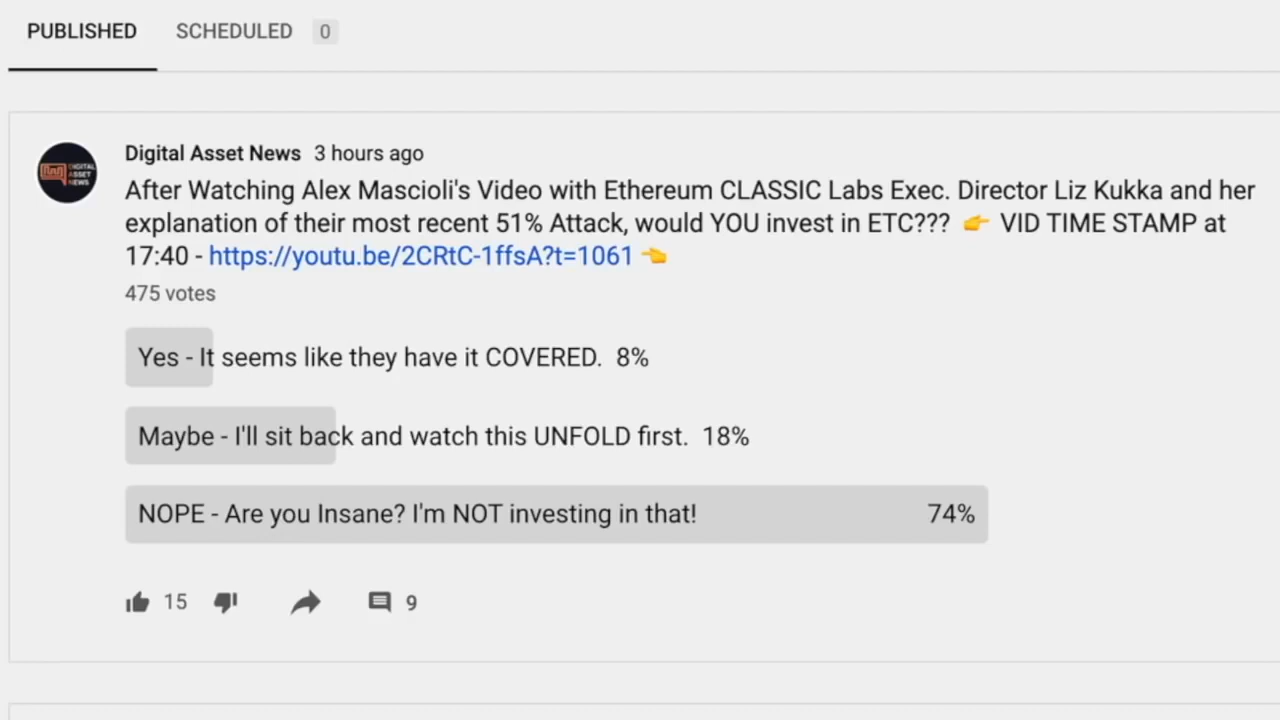 PUBLISHED SCHEDULED 0
DIGITAL
ASSET
NEWS
Digital Asset News 3 hours ago
After Watching Alex Mascioli's Video with Ethereum CLASSIC Labs Exec. Director Liz Kukka and her
explanation of their most recent 51% Attack, would YOU invest in ETC??? 👉 VID TIME STAMP at
17:40 - https://youtu.be/2CRtC-1ffsA?t=1061 👈
475 votes
Yes - It seems like they have it COVERED. 8%
Maybe - I'll sit back and watch this UNFOLD first. 18%
NOPE - Are you Insane? I'm NOT investing in that! 74%
15 9